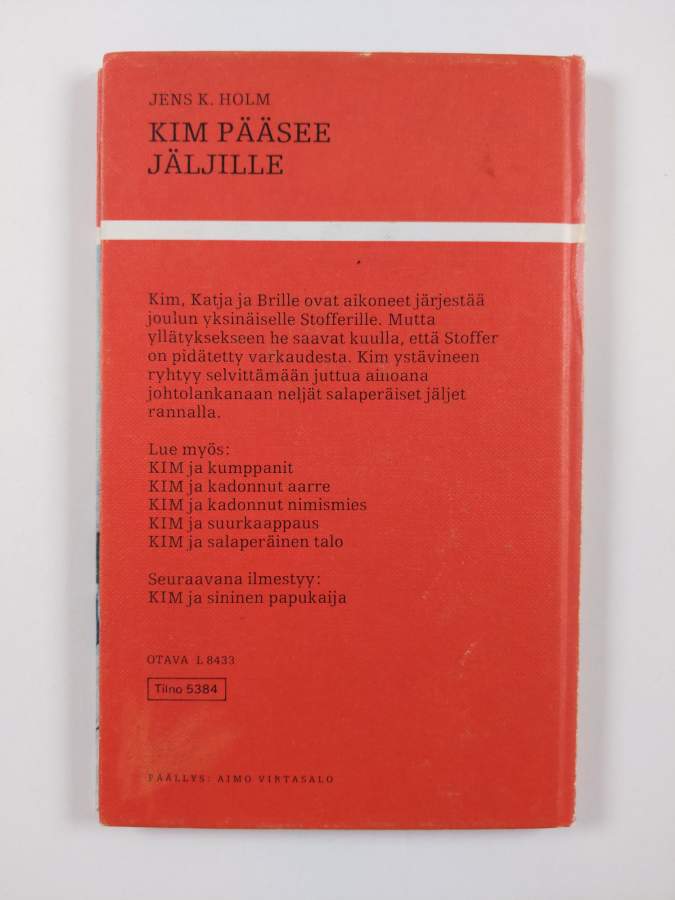 JENS K. HOLM
KIM PÄÄSEE
JÄLJILLE
Kim, Katja ja Brille ovat aikoneet järjestää
joulun yksinäiselle Stofferille. Mutta
yllätyksekseen he saavat kuulla, että Stoffer
on pidätetty varkaudesta. Kim ystävineen
ryhtyy selvittämään juttua ainoana
johtolankanaan neljät salaperäiset jäljet
rannalla.
Lue myös:
KIM ja kumppanit
KIM ja kadonnut aarre
KIM ja kadonnut nimismies
KIM ja suurkaappaus
KIM ja salaperäinen talo
Seuraavana ilmestyy:
KIM ja sininen papukaija
OTAVA L 8433
Tilno 5384
PÄÄLLYS: AIMO VIRTASALO